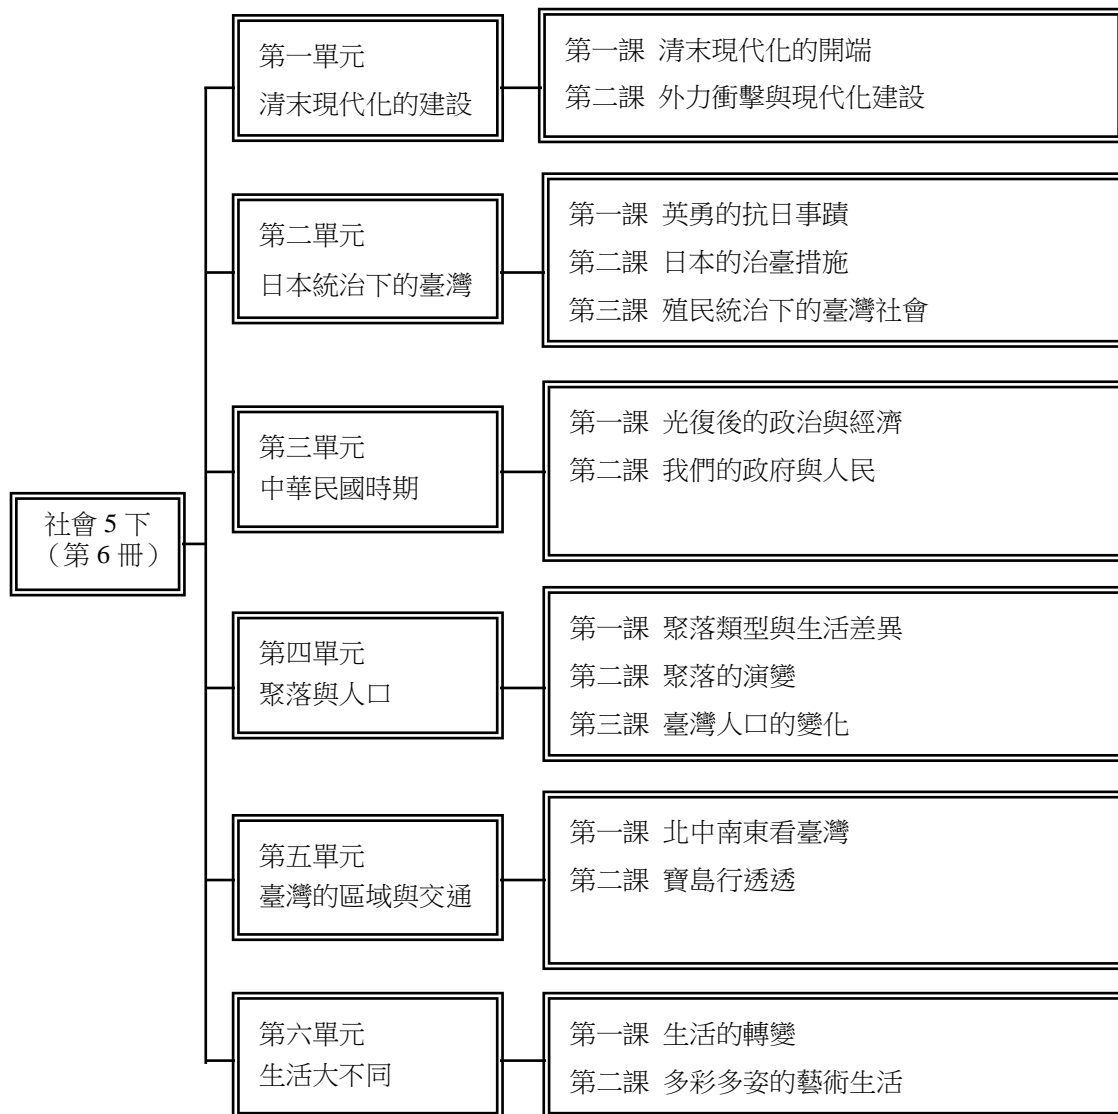 社會 5 下
（第 6 冊）
第一單元
清末現代化的建設
第一課 清末現代化的開端
第二課 外力衝擊與現代化建設
第二單元
日本統治下的臺灣
第一課 英勇的抗日事蹟
第二課 日本的治臺措施
第三課 殖民統治下的臺灣社會
第三單元
中華民國時期
第一課 光復後的政治與經濟
第二課 我們的政府與人民
第四單元
聚落與人口
第一課 聚落類型與生活差異
第二課 聚落的演變
第三課 臺灣人口的變化
第五單元
臺灣的區域與交通
第一課 北中南東看臺灣
第二課 寶島行透透
第六單元
生活大不同
第一課 生活的轉變
第二課 多彩多姿的藝術生活